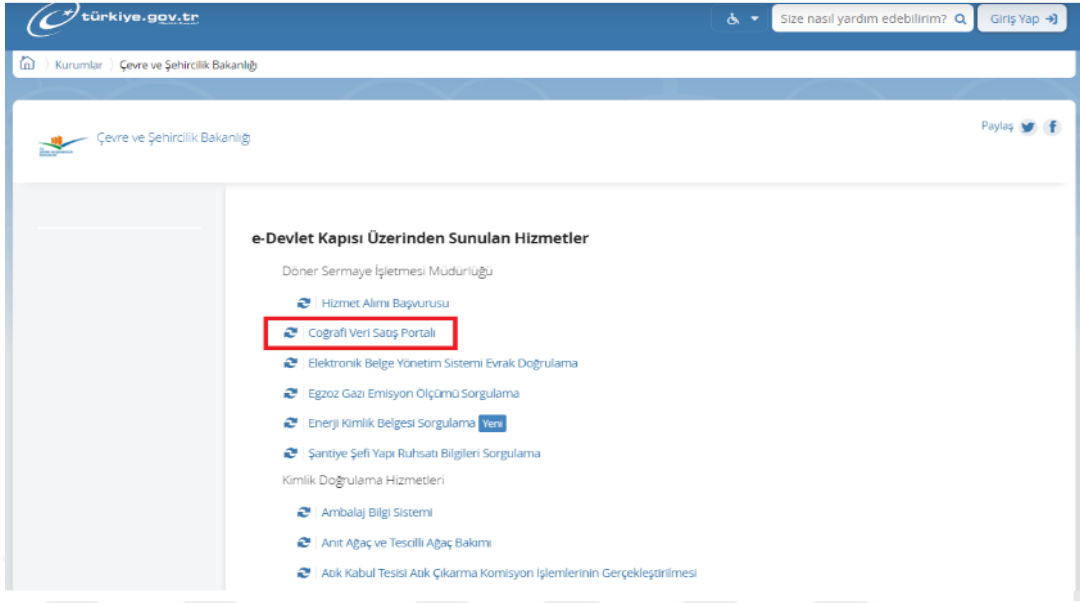 türkiye.gov.tr
Size nasıl yardım edebilirim?
Giriş Yap
Kurumlar
Çevre ve Şehircilik Bakanlığı
Çevre ve Şehircilik Bakanlığı
Paylaş
e-Devlet Kapısı Üzerinden Sunulan Hizmetler
Döner Sermaye İşletmesi Müdürlüğü
Hizmet Alımı Başvurusu
Coğrafi Veri Satış Portalı
Elektronik Belge Yönetim Sistemi Evrak Doğrulama
Egzoz Gazı Emisyon Ölçümü Sorgulama
Enerji Kimlik Belgesi Sorgulama Yeni
Şantiye Şefi Yapı Ruhsatı Bilgileri Sorgulama
Kimlik Doğrulama Hizmetleri
Ambalaj Bilgi Sistemi
Anıt Ağaç ve Tescilli Ağaç Bakımı
Atık Kabul Tesisi Atık Çıkarma Komisyon İşlemlerinin Gerçekleştirilmesi